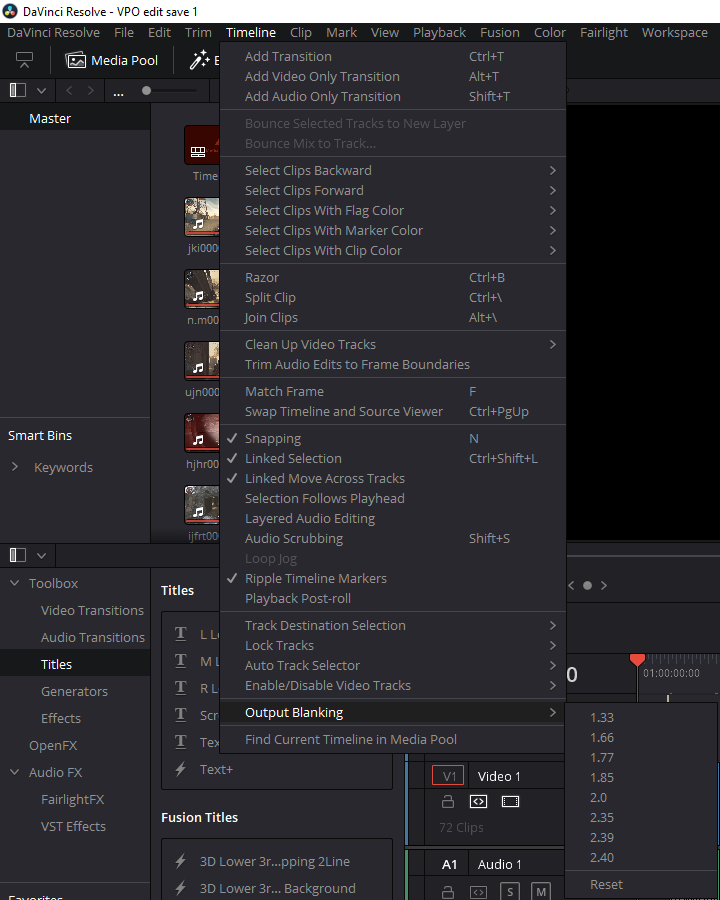 DaVinci Resolve - VPO edit save 1
DaVinci Resolve File Edit Trim Timeline Clip Mark View Playback Fusion Color Fairlight Workspace
Media Pool
...
Master
Add Transition Ctrl+T
Add Video Only Transition Alt+T
Add Audio Only Transition Shift+T
Bounce Selected Tracks to New Layer
Bounce Mix to Track...
Select Clips Backward
Select Clips Forward
Select Clips With Flag Color
Select Clips With Marker Color
Select Clips With Clip Color
Razor Ctrl+B
Split Clip Ctrl+\
Join Clips Alt+\
Clean Up Video Tracks
Trim Audio Edits to Frame Boundaries
Match Frame F
Swap Timeline and Source Viewer Ctrl+PgUp
Snapping N
Linked Selection Ctrl+Shift+L
Linked Move Across Tracks
Selection Follows Playhead
Layered Audio Editing
Audio Scrubbing Shift+S
Loop Jog
Ripple Timeline Markers
Playback Post-roll
Track Destination Selection
Lock Tracks
Auto Track Selector
Enable/Disable Video Tracks
Output Blanking
Find Current Timeline in Media Pool
1.33
1.66
1.77
1.85
2.0
2.35
2.39
2.40
Reset
Time
jki000
n.m00
ujn000
hjhr00
ijfrt00
Smart Bins
Keywords
Toolbox
Video Transitions
Audio Transitions
Titles
Generators
Effects
OpenFX
Audio FX
FairlightFX
VST Effects
Titles
L Lo
M L
R Lo
Scr
Tex
Text+
Fusion Titles
3D Lower 3r...pping 2Line
3D Lower 3r... Background
0
01:00:00:00
V1 Video 1
72 Clips
A1 Audio 1
S M